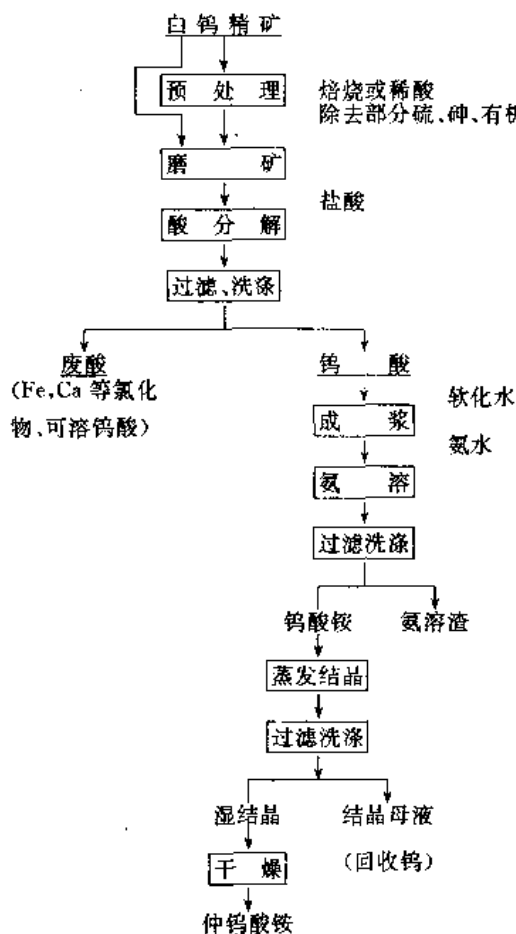 白钨精矿
预处理
焙烧或稀酸
除去部分硫、砷、有机
磨矿
盐酸
酸分解
过滤、洗涤
废酸
(Fe,Ca 等氯化
物、可溶钨酸)
钨酸
软化水
成浆
氨水
氨溶
过滤洗涤
钨酸铵
氨溶渣
蒸发结晶
过滤洗涤
湿结晶
结晶母液
(回收钨)
干燥
仲钨酸铵